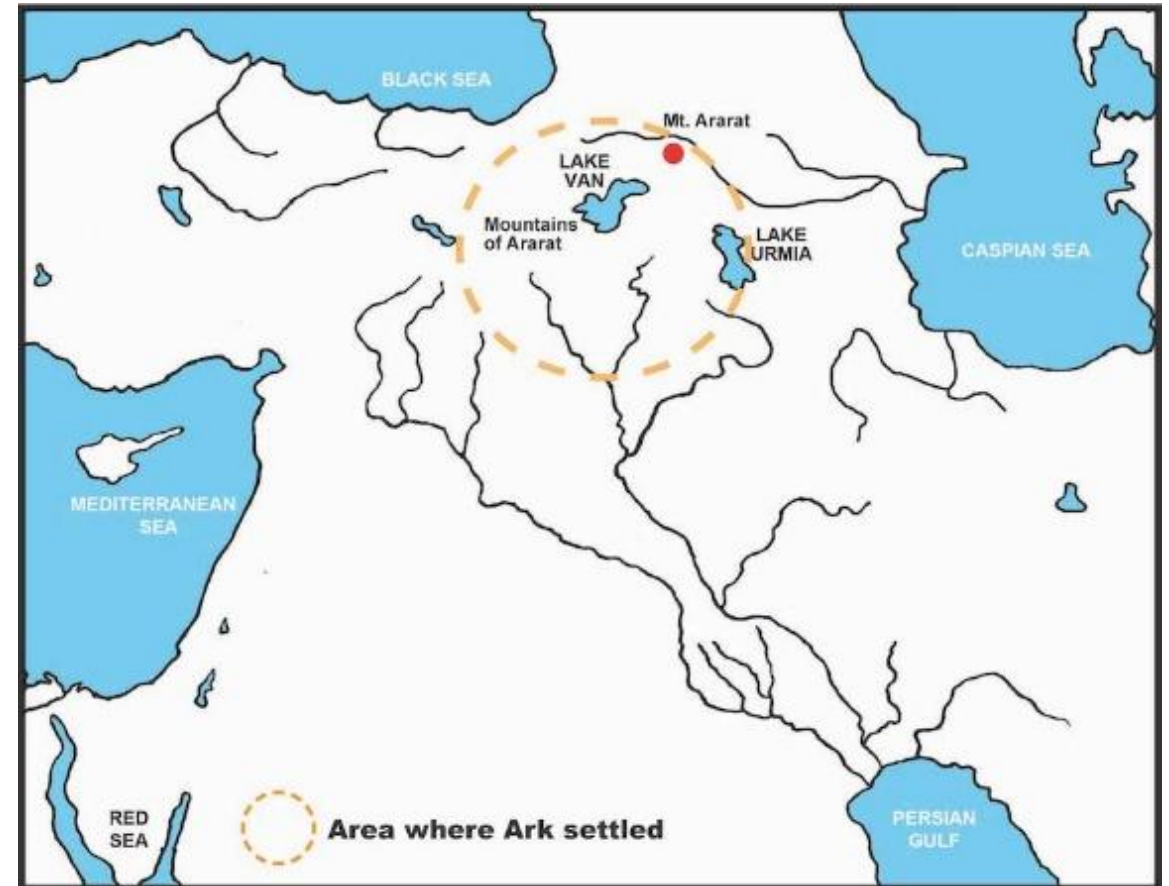 BLACK SEA
Mt. Ararat
LAKE
VAN
Mountains
of Ararat
LAKE
URMIA
CASPIAN SEA
MEDITERRANEAN
SEA
RED
SEA
Area where Ark settled
PERSIAN
GULF